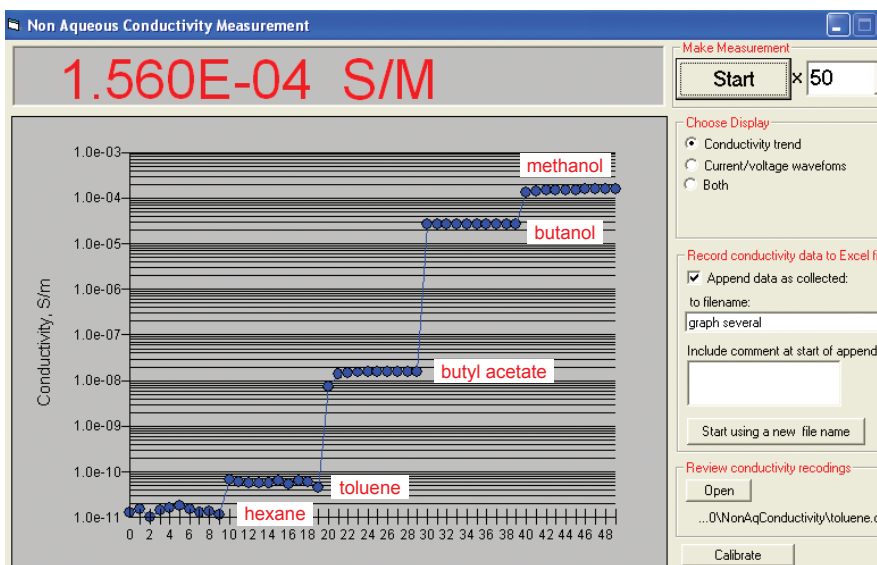 Non Aqueous Conductivity Measurement
1.560E-04 S/M
Make Measurement
Start x 50
Choose Display
Conductivity trend
Current/voltage wavefoms
Both
Record conductivity data to Excel fi
Append data as collected:
to filename:
graph several
Include comment at start of append
Start using a new file name
Review conductivity recodings
Open
...0\NonAqConductivity\toluene.c
Calibrate
Conductivity, S/m
1.0e-03
1.0e-04
1.0e-05
1.0e-06
1.0e-07
1.0e-08
1.0e-09
1.0e-10
1.0e-11
methanol
butanol
butyl acetate
toluene
hexane
0 2 4 6 8 10 12 14 16 18 20 22 24 26 28 30 32 34 36 38 40 42 44 46 48